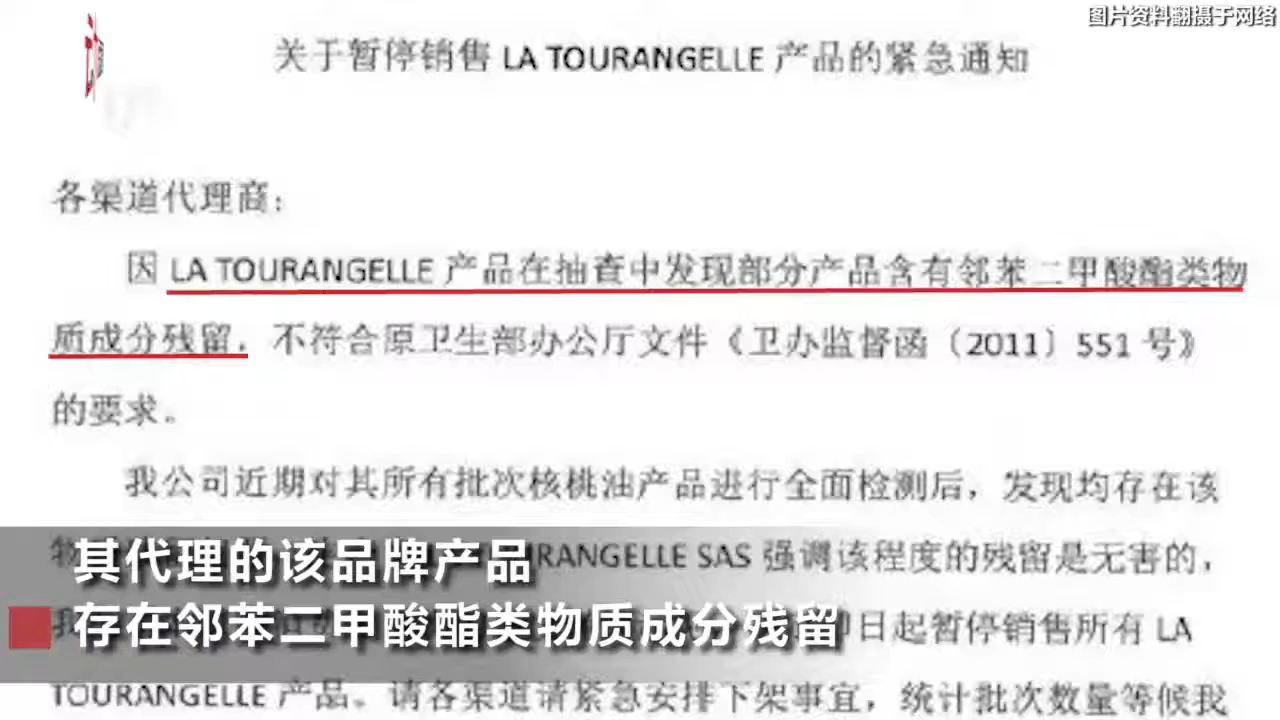 图片资料翻摄于网络
关于暂停销售 LA TOURANGELLE 产品的紧急通知
各渠道代理商：
因 LA TOURANGELLE 产品在抽查中发现部分产品含有邻苯二甲酸酯类物
质成分残留，不符合原卫生部办公厅文件《卫办监督函〔2011〕551 号》
的要求。
我公司近期对其所有批次核桃油产品进行全面检测后，发现均存在该
RANGELLE SAS 强调该程度的残留是无害的，
其代理的该品牌产品
即日起暂停销售所有 LA
存在邻苯二甲酸酯类物质成分残留
TOURANGELLE 产品。请各渠道请紧急安排下架事宜，统计批次数量等候我